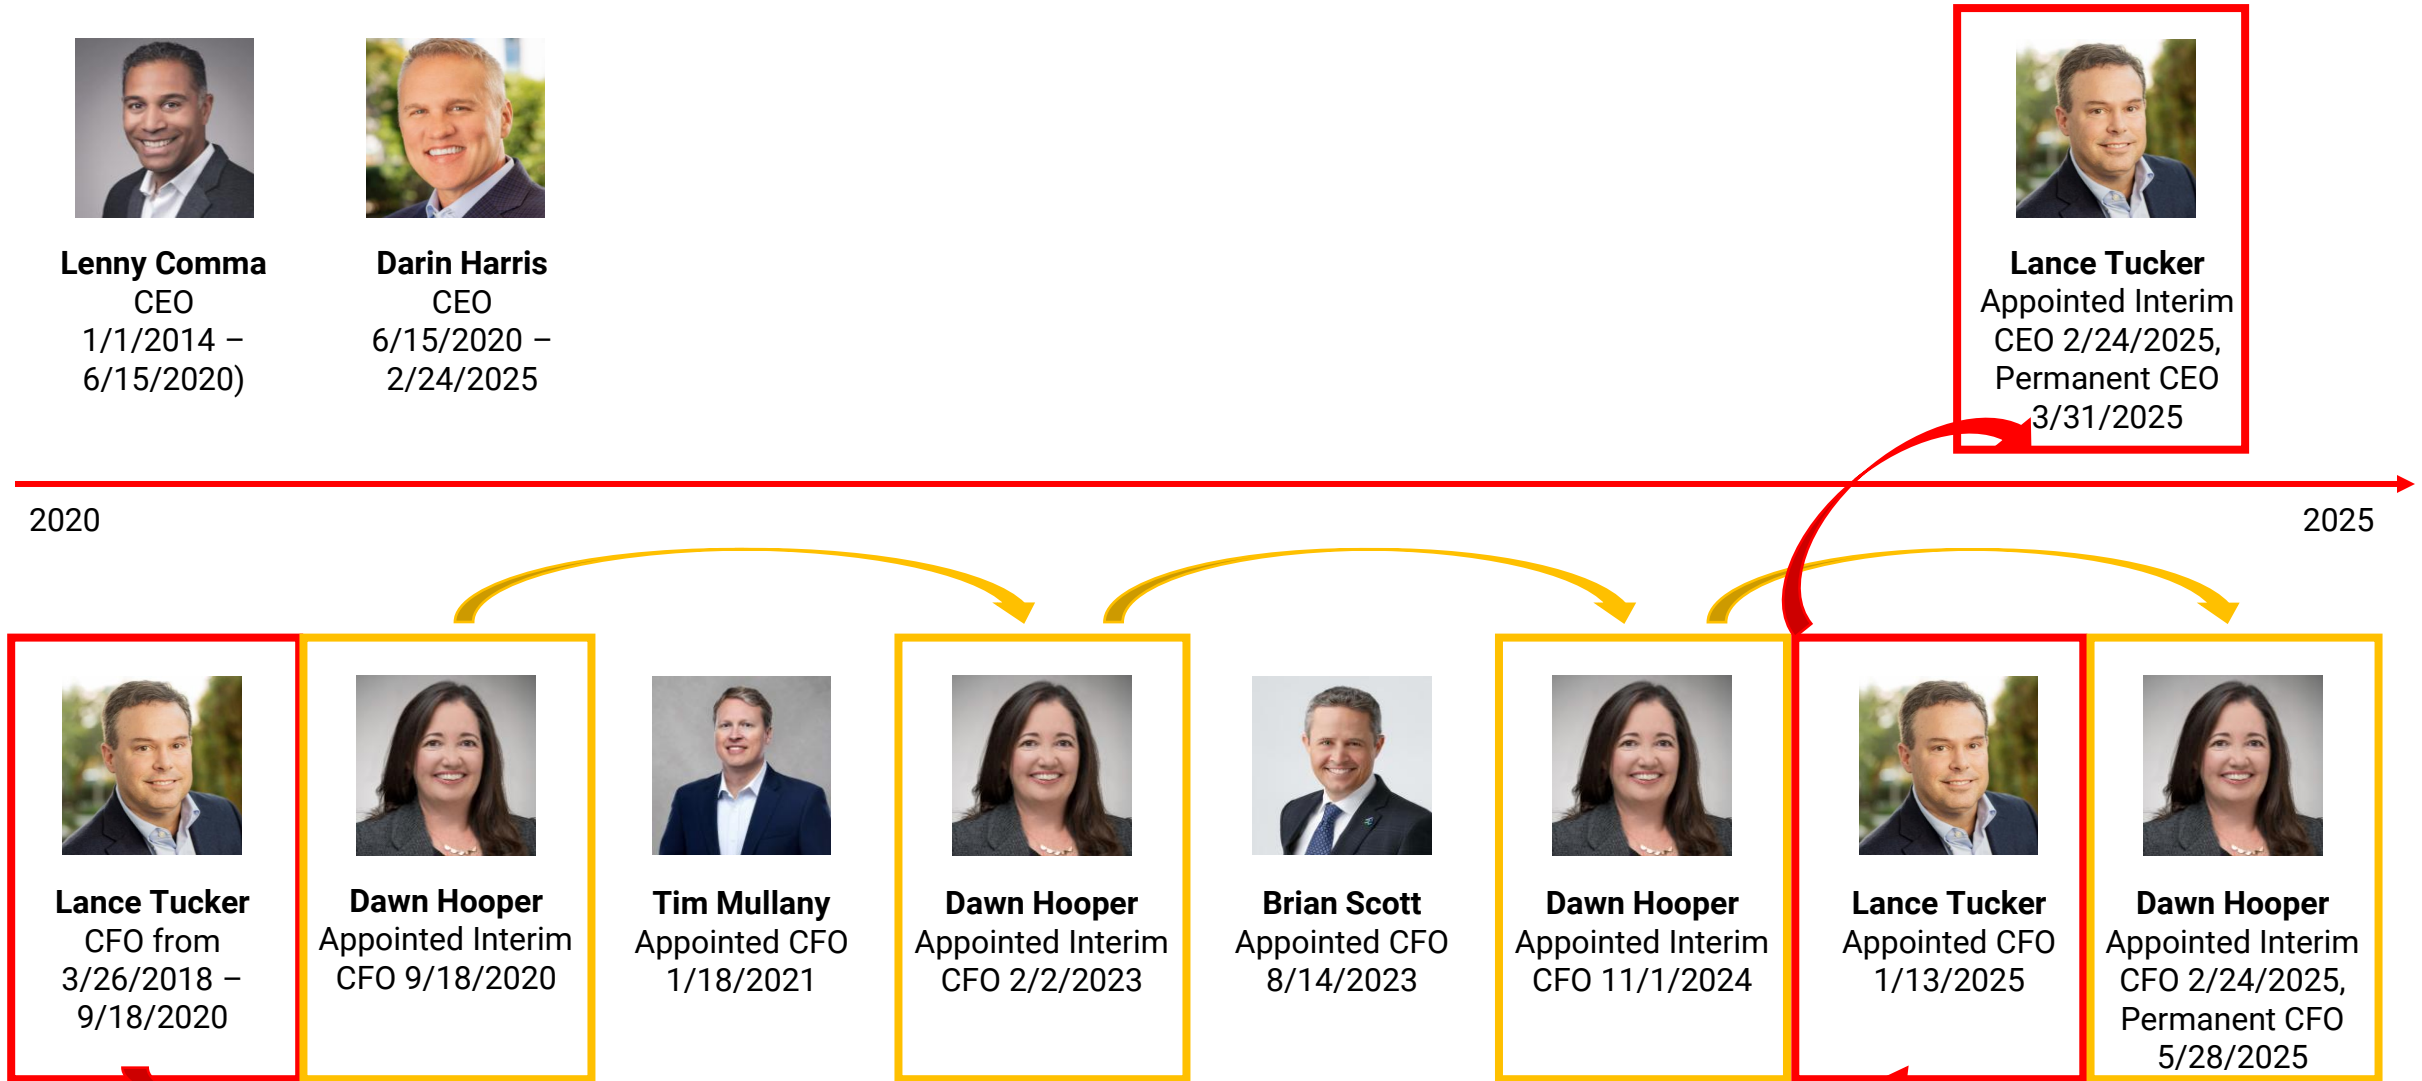 Lenny Comma
CEO
1/1/2014 –
6/15/2020)
Darin Harris
CEO
6/15/2020 –
2/24/2025
Lance Tucker
Appointed Interim
CEO 2/24/2025,
Permanent CEO
3/31/2025
2020
2025
Lance Tucker
CFO from
3/26/2018 –
9/18/2020
Dawn Hooper
Appointed Interim
CFO 9/18/2020
Tim Mullany
Appointed CFO
1/18/2021
Dawn Hooper
Appointed Interim
CFO 2/2/2023
Brian Scott
Appointed CFO
8/14/2023
Dawn Hooper
Appointed Interim
CFO 11/1/2024
Lance Tucker
Appointed CFO
1/13/2025
Dawn Hooper
Appointed Interim
CFO 2/24/2025,
Permanent CFO
5/28/2025